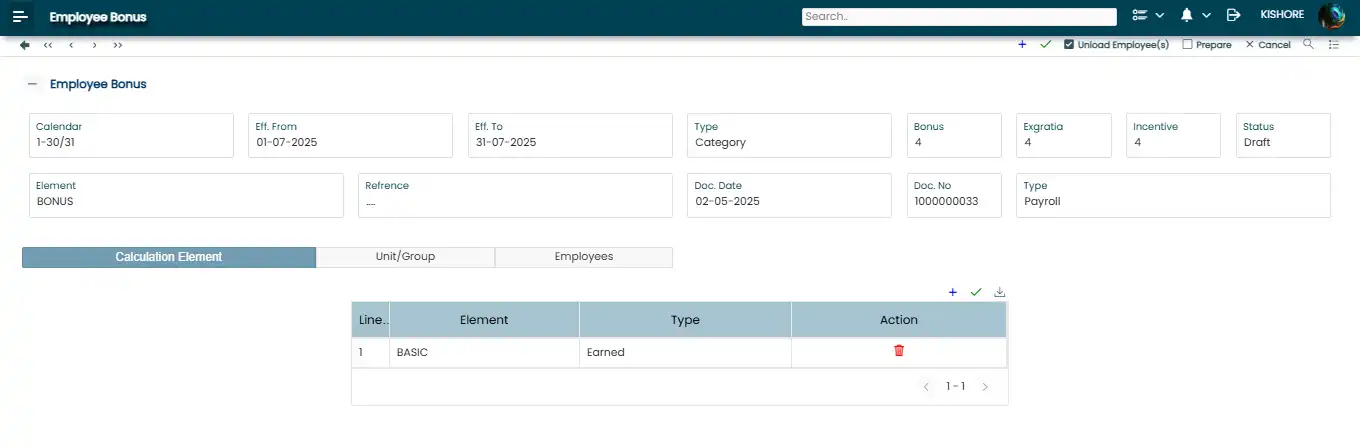 Employee Bonus
Search..
KISHORE
Unload Employee(s)
Prepare
Cancel
Employee Bonus
Calendar Eff. From Eff. To Type Bonus Exgratia Incentive Status
1-30/31 01-07-2025 31-07-2025 Category 4 4 4 Draft
Element Refrence Doc. Date Doc. No Type
BONUS ..... 02-05-2025 1000000033 Payroll
Calculation Element Unit/Group Employees
Line.. Element Type Action
1 BASIC Earned
1 - 1